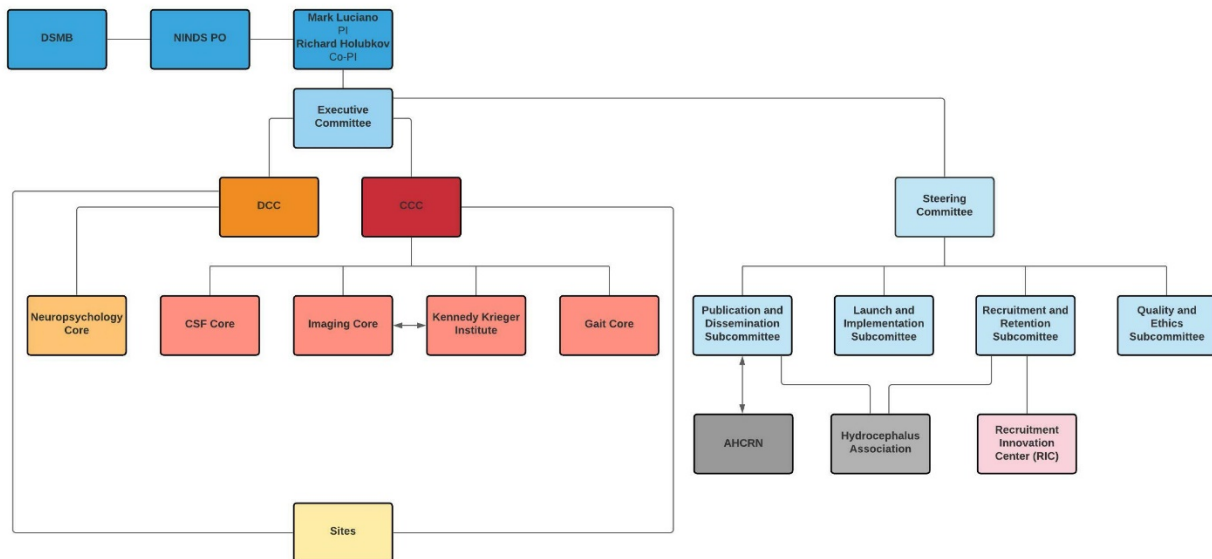 DSMB
NINDS PO
Mark Luciano
PI
Richard Holubkov
Co-PI
Executive
Committee
DCC
CCC
Steering
Committee
Neuropsychology
Core
CSF Core
Imaging Core
Kennedy Krieger
Institute
Gait Core
Publication and
Dissemination
Subcommittee
Launch and
Implementation
Subcomittee
Recruitment and
Retention
Subcomittee
Quality and
Ethics
Subcommittee
AHCRN
Hydrocephalus
Association
Recruitment
Innovation
Center (RIC)
Sites